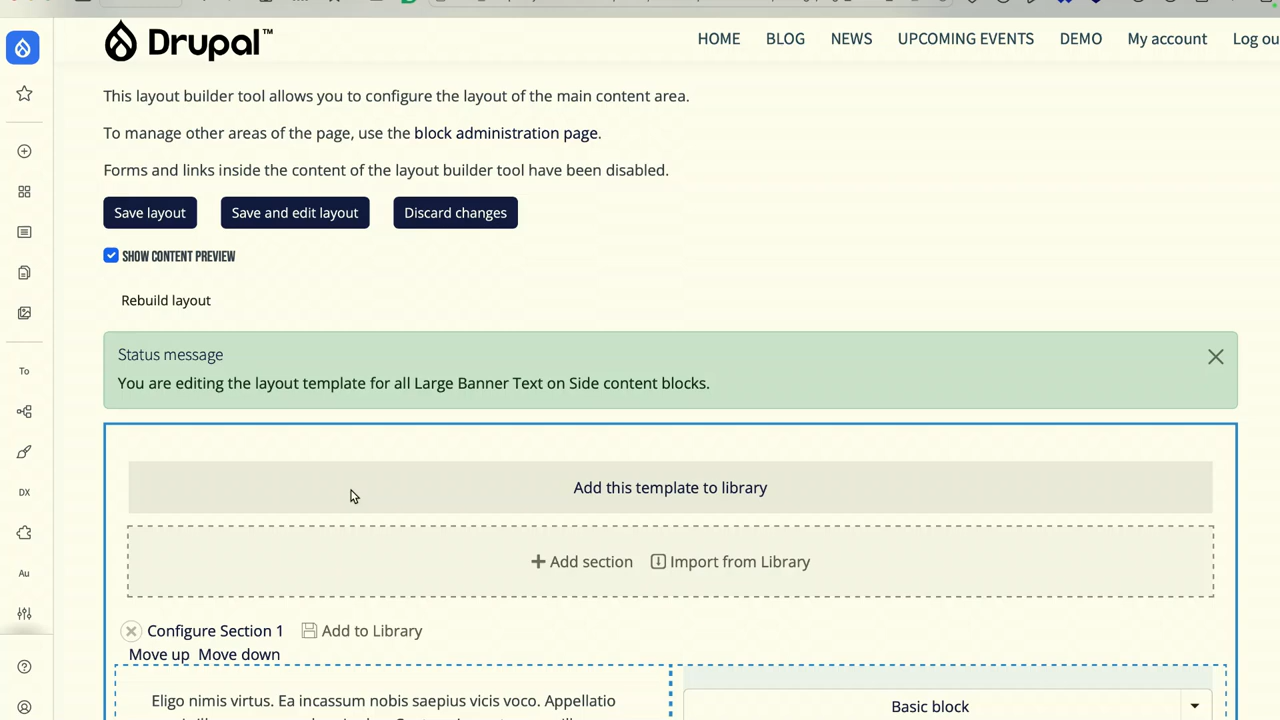 Drupal™
HOME BLOG NEWS UPCOMING EVENTS DEMO My account Log ou
This layout builder tool allows you to configure the layout of the main content area.
To manage other areas of the page, use the block administration page.
Forms and links inside the content of the layout builder tool have been disabled.
Save layout Save and edit layout Discard changes
SHOW CONTENT PREVIEW
Rebuild layout
Status message
You are editing the layout template for all Large Banner Text on Side content blocks.
To
DX
Au
Add this template to library
Add section Import from Library
Configure Section 1 Add to Library
Move up Move down
Eligo nimis virtus. Ea incassum nobis saepius vicis voco. Appellatio
Basic block